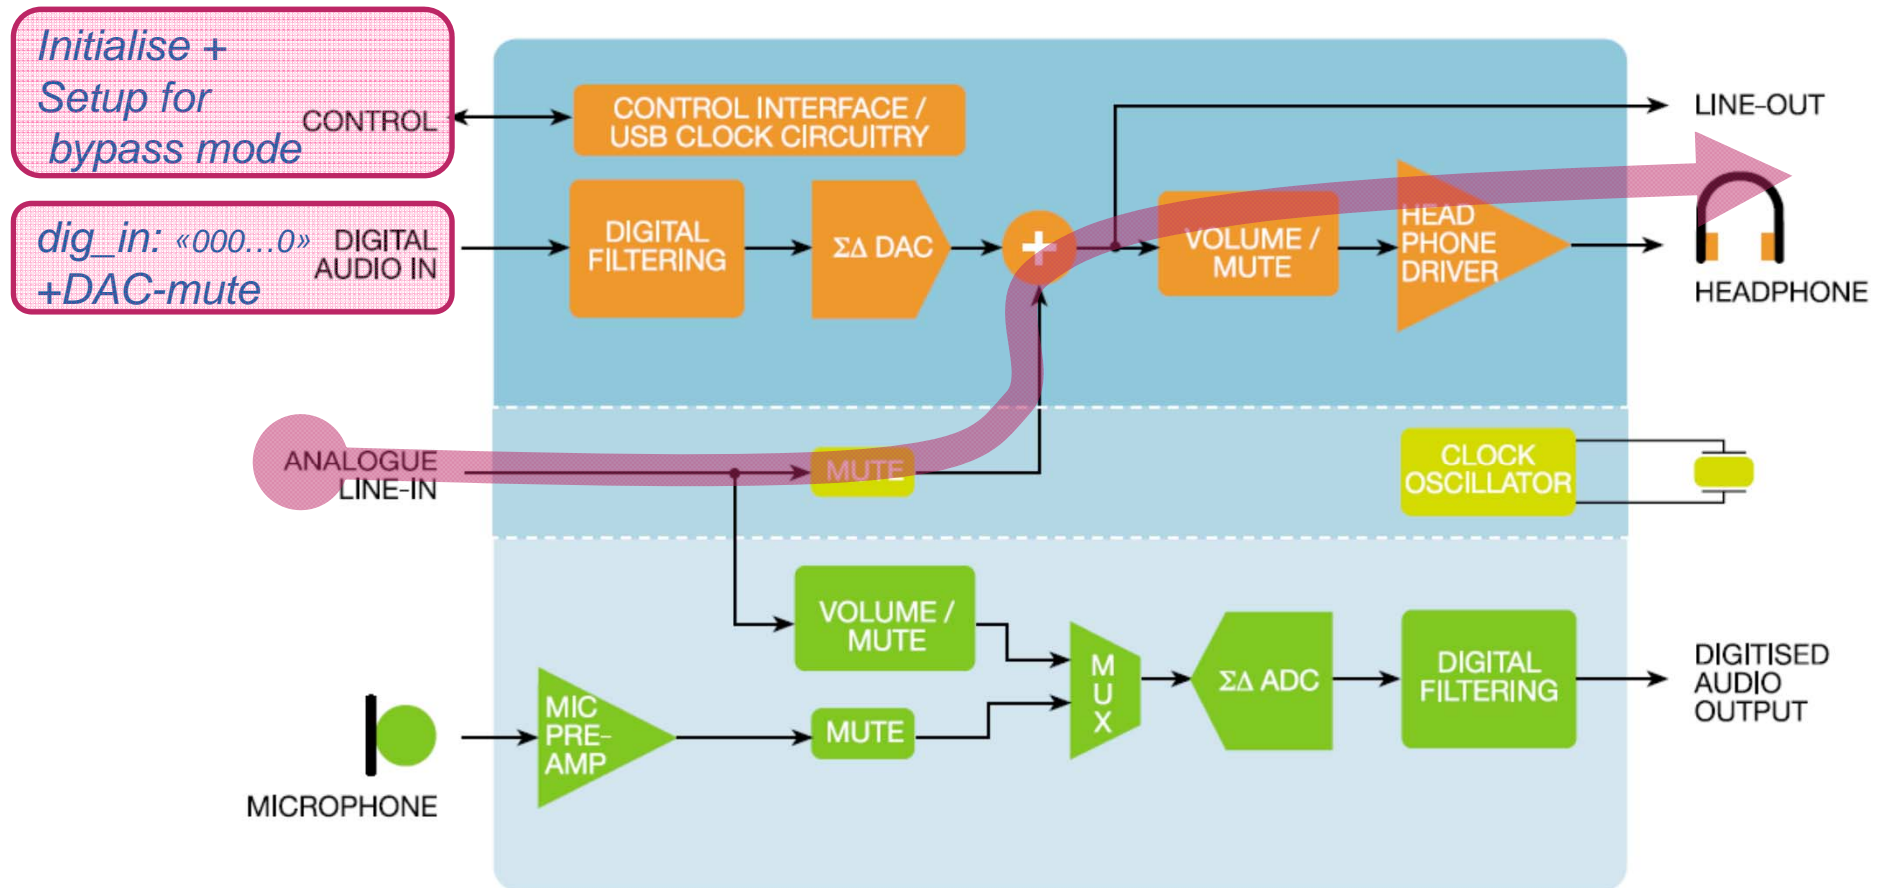 Initialise +
Setup for
CONTROL
bypass mode
CONTROL INTERFACE /
USB CLOCK CIRCUITRY
LINE-OUT
dig_in: «000...0»
+DAC-mute
DIGITAL
AUDIO IN
DIGITAL
FILTERING
ΣΔ DAC
+
VOLUME /
MUTE
HEAD
PHONE
DRIVER
HEADPHONE
ANALOGUE
LINE-IN
MUTE
CLOCK
OSCILLATOR
VOLUME /
MUTE
MIC
PRE-
AMP
MUTE
M
U
X
ΣΔ ADC
DIGITAL
FILTERING
DIGITISED
AUDIO
OUTPUT
MICROPHONE